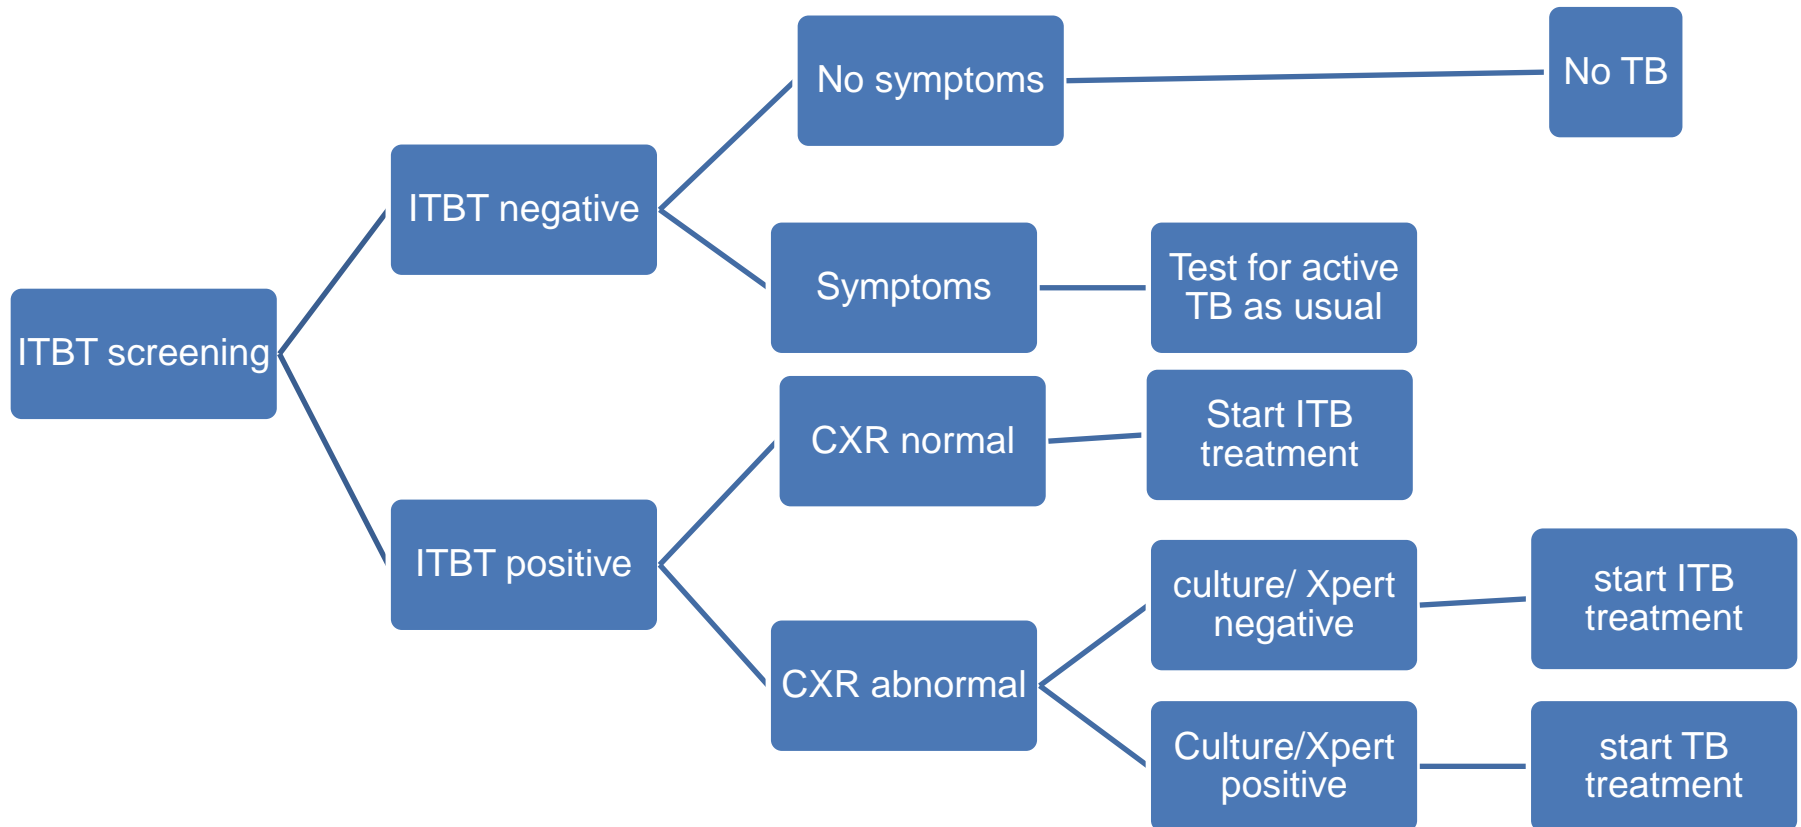 ITBT screening
ITBT negative
No symptoms
No TB
Symptoms
Test for active
TB as usual
ITBT positive
CXR normal
Start ITB
treatment
CXR abnormal
culture/ Xpert
negative
start ITB
treatment
Culture/Xpert
positive
start TB
treatment